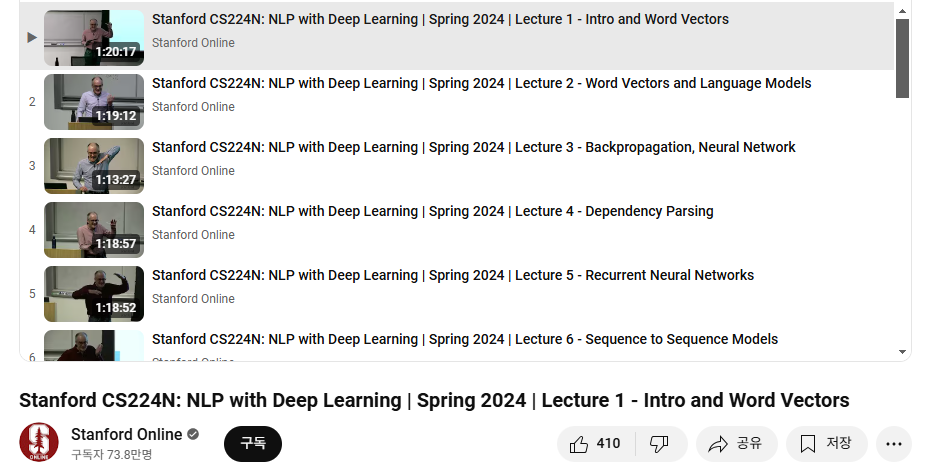 Stanford CS224N: NLP with Deep Learning | Spring 2024 | Lecture 1 - Intro and Word Vectors
Stanford Online
1:20:17
2
Stanford CS224N: NLP with Deep Learning | Spring 2024 | Lecture 2 - Word Vectors and Language Models
Stanford Online
1:19:12
3
Stanford CS224N: NLP with Deep Learning | Spring 2024 | Lecture 3 - Backpropagation, Neural Network
Stanford Online
1:13:27
4
Stanford CS224N: NLP with Deep Learning | Spring 2024 | Lecture 4 - Dependency Parsing
Stanford Online
1:18:57
5
Stanford CS224N: NLP with Deep Learning | Spring 2024 | Lecture 5 - Recurrent Neural Networks
Stanford Online
1:18:52
6
Stanford CS224N: NLP with Deep Learning | Spring 2024 | Lecture 6 - Sequence to Sequence Models
Stanford Online
Stanford CS224N: NLP with Deep Learning | Spring 2024 | Lecture 1 - Intro and Word Vectors
ONLINE
Stanford Online
구독자 73.8만명
구독
410
공유
저장